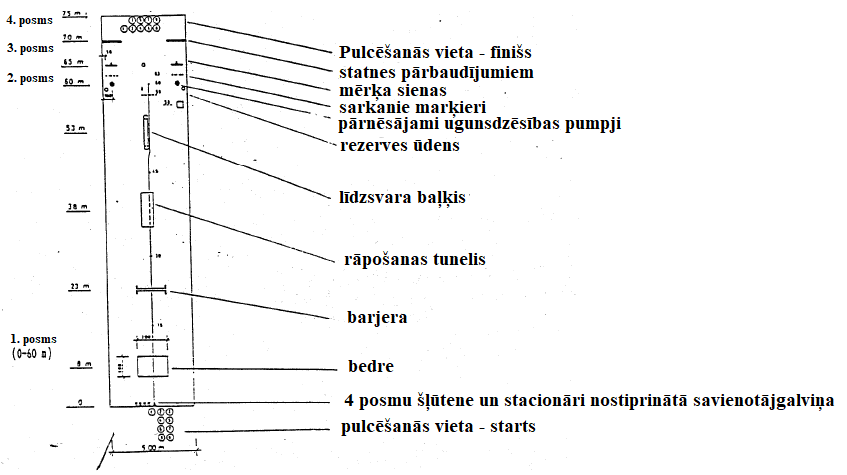 4. posms
75 m
70 m
3. posms
65 m
2. posms
60 m
53 m
38 m
23 m
1. posms
(0-60 m)
8 m
0
5.00 m
Pulcēšanās vieta - finišs
statnes pārbaudījumiem
mērķa sienas
sarkanie marķieri
pārnēsājami ugunsdzēsības pumpji
rezerves ūdens
līdzsvara baļķis
rāpošanas tunelis
barjera
bedre
4 posmu šļūtene un stacionāri nostiprinātā savienotājgalviņa
pulcēšanās vieta - starts